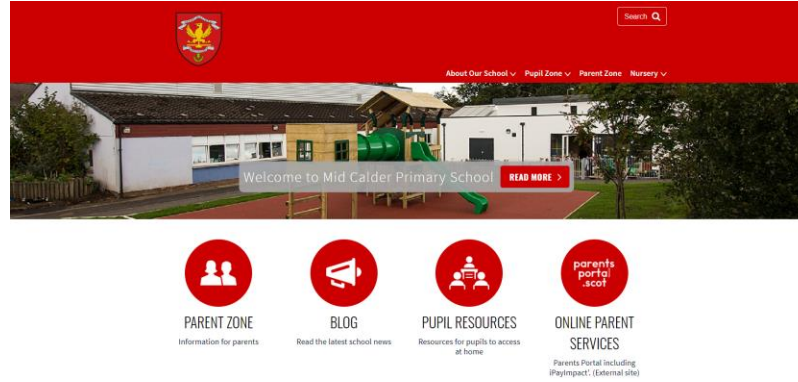 Search
About Our School Pupil Zone Parent Zone Nursery
Welcome to Mid Calder Primary School READ MORE >
parents
portal
.scot
PARENT ZONE
Information for parents
BLOG
Read the latest school news
PUPIL RESOURCES
Resources for pupils to access
at home
ONLINE PARENT
SERVICES
Parents Portal including
iPayImpact'. (External site)